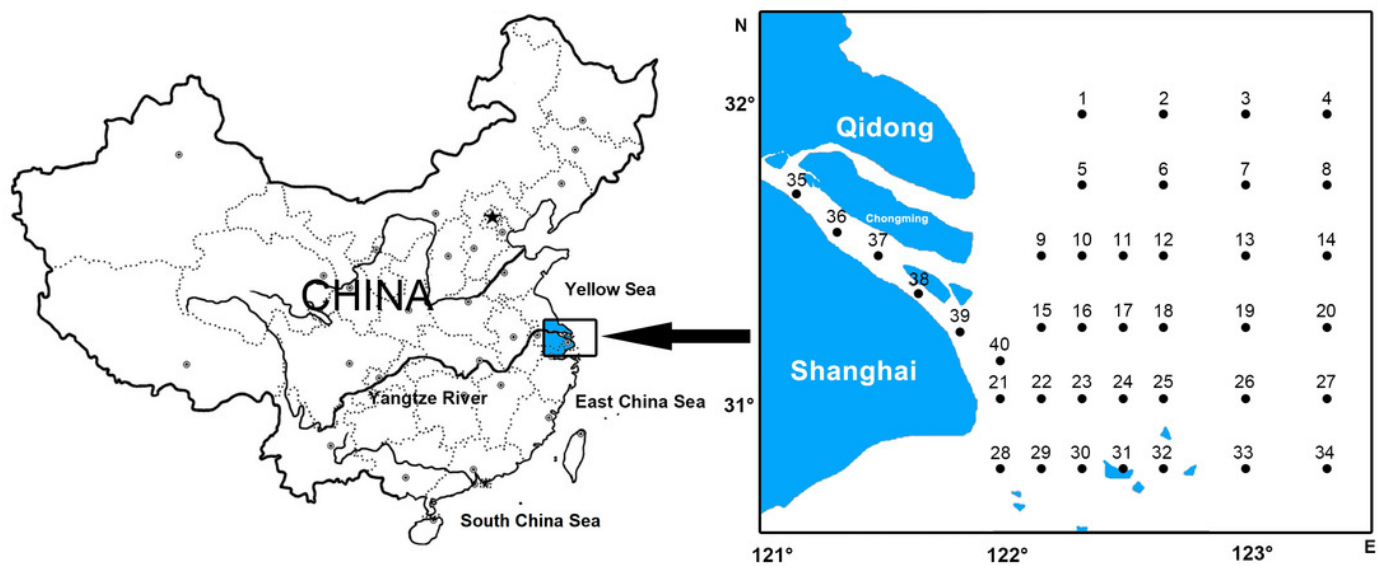 CHINA
Yellow Sea
Yangtze River
East China Sea
South China Sea
N
32°
31°
121°
122°
123°
E
Qidong
Chongming
Shanghai
1 2 3 4
5 6 7 8
35
36
37
9 10 11 12 13 14
38
39
15 16 17 18 19 20
40
21 22 23 24 25 26 27
28 29 30 31 32 33 34